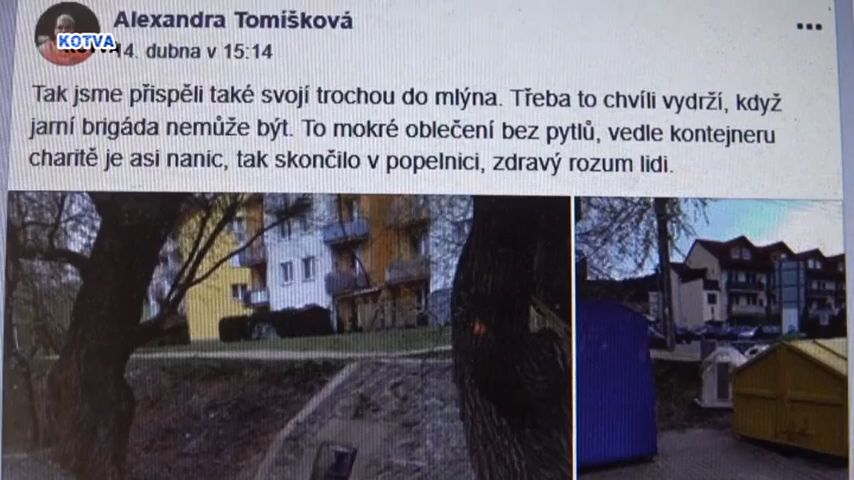 Alexandra Tomíšková
KOTVA
14. dubna v 15:14
Tak jsme přispěli také svojí trochou do mlýna. Třeba to chvíli vydrží, když
jarní brigáda nemůže být. To mokré oblečení bez pytlů, vedle kontejneru
charitě je asi nanic, tak skončilo v popelnici, zdravý rozum lidi.